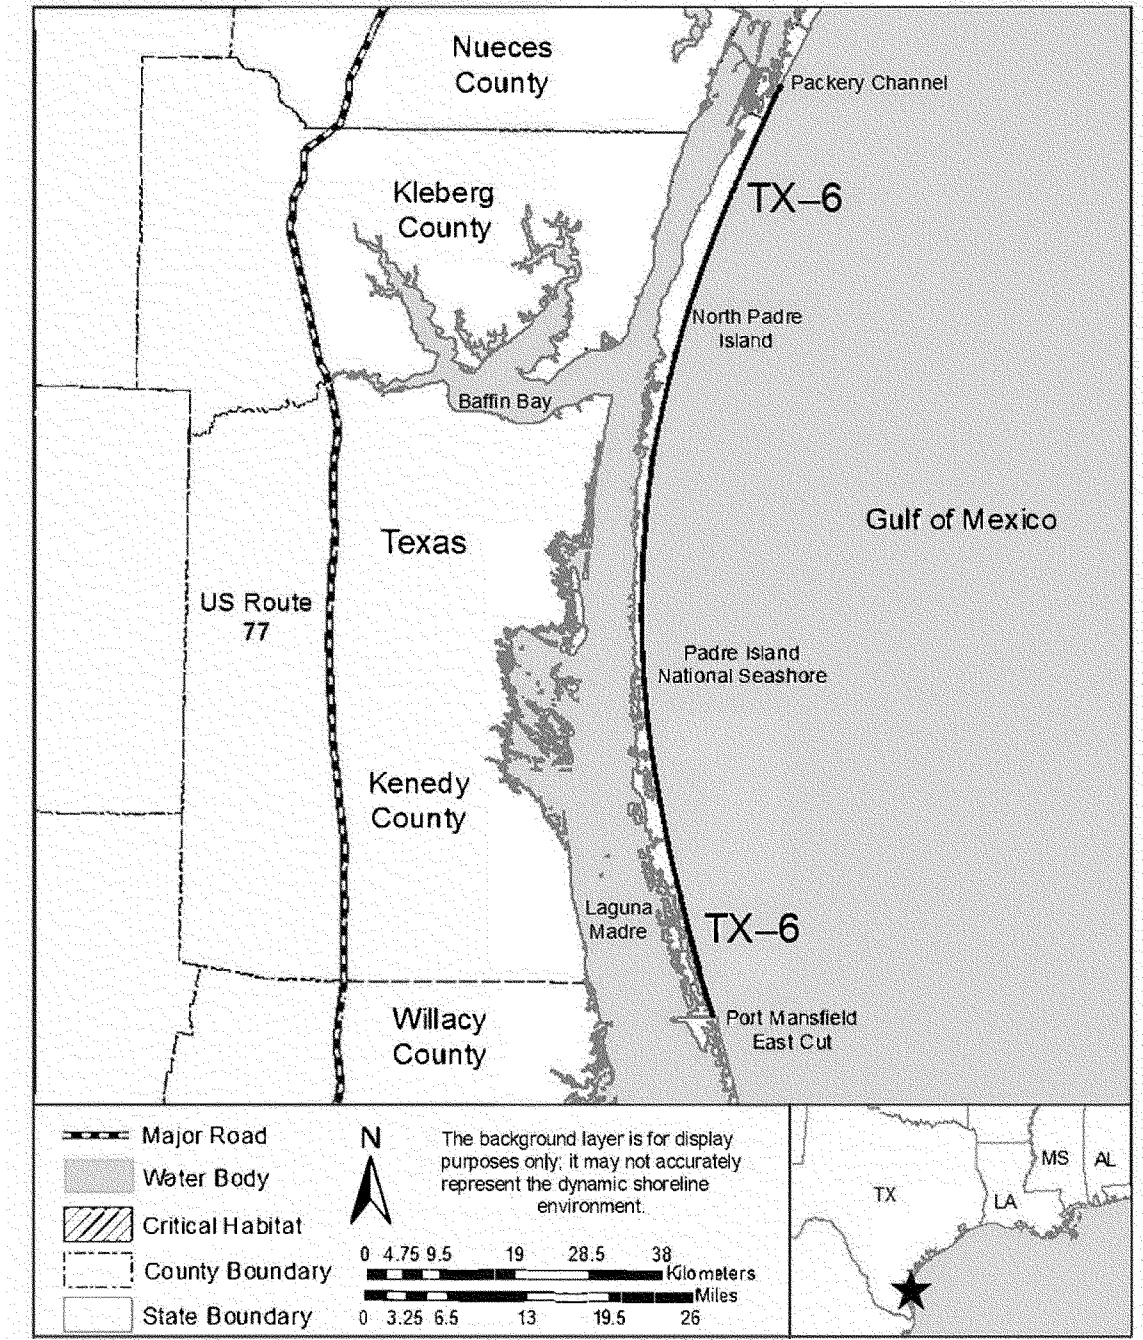 Nueces
County
Packery Channel
Kleberg
County
TX–6
North Padre
Island
Baffin Bay
Gulf of Mexico
Texas
US Route
77
Padre Island
National Seashore
Kenedy
County
Laguna
Madre
TX–6
Willacy
County
Port Mansfield
East Cut
Major Road
Water Body
Critical Habitat
County Boundary
State Boundary
N
The background layer is for display
purposes only; it may not accurately
represent the dynamic shoreline
environment.
0 4.75 9.5 19 28.5 38
Kilometers
Miles
0 3.25 6.5 13 19.5 26
TX
LA
MS
AL